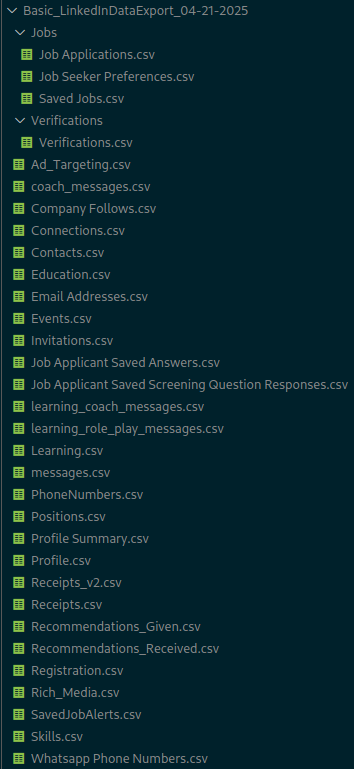 Basic_LinkedInDataExport_04-21-2025
Jobs
Job Applications.csv
Job Seeker Preferences.csv
Saved Jobs.csv
Verifications
Verifications.csv
Ad_Targeting.csv
coach_messages.csv
Company Follows.csv
Connections.csv
Contacts.csv
Education.csv
Email Addresses.csv
Events.csv
Invitations.csv
Job Applicant Saved Answers.csv
Job Applicant Saved Screening Question Responses.csv
learning_coach_messages.csv
learning_role_play_messages.csv
Learning.csv
messages.csv
PhoneNumbers.csv
Positions.csv
Profile Summary.csv
Profile.csv
Receipts_v2.csv
Receipts.csv
Recommendations_Given.csv
Recommendations_Received.csv
Registration.csv
Rich_Media.csv
SavedJobAlerts.csv
Skills.csv
Whatsapp Phone Numbers.csv